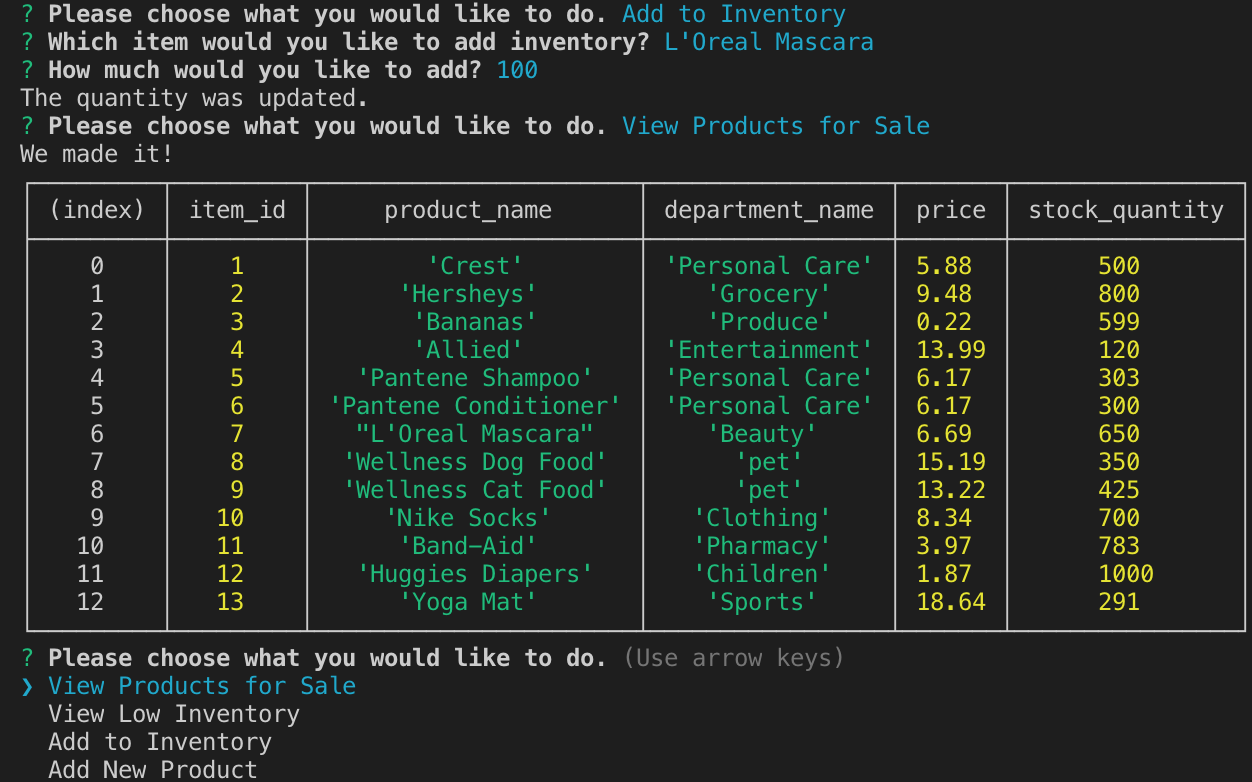 ? Please choose what you would like to do. Add to Inventory
? Which item would you like to add inventory? L'Oreal Mascara
? How much would you like to add? 100
The quantity was updated.
? Please choose what you would like to do. View Products for Sale
We made it!
(index) item_id product_name department_name price stock_quantity
0 1 'Crest' 'Personal Care' 5.88 500
1 2 'Hersheys' 'Grocery' 9.48 800
2 3 'Bananas' 'Produce' 0.22 599
3 4 'Allied' 'Entertainment' 13.99 120
4 5 'Pantene Shampoo' 'Personal Care' 6.17 303
5 6 'Pantene Conditioner' 'Personal Care' 6.17 300
6 7 "L'Oreal Mascara" 'Beauty' 6.69 650
7 8 'Wellness Dog Food' 'pet' 15.19 350
8 9 'Wellness Cat Food' 'pet' 13.22 425
9 10 'Nike Socks' 'Clothing' 8.34 700
10 11 'Band-Aid' 'Pharmacy' 3.97 783
11 12 'Huggies Diapers' 'Children' 1.87 1000
12 13 'Yoga Mat' 'Sports' 18.64 291
? Please choose what you would like to do. (Use arrow keys)
❯ View Products for Sale
View Low Inventory
Add to Inventory
Add New Product